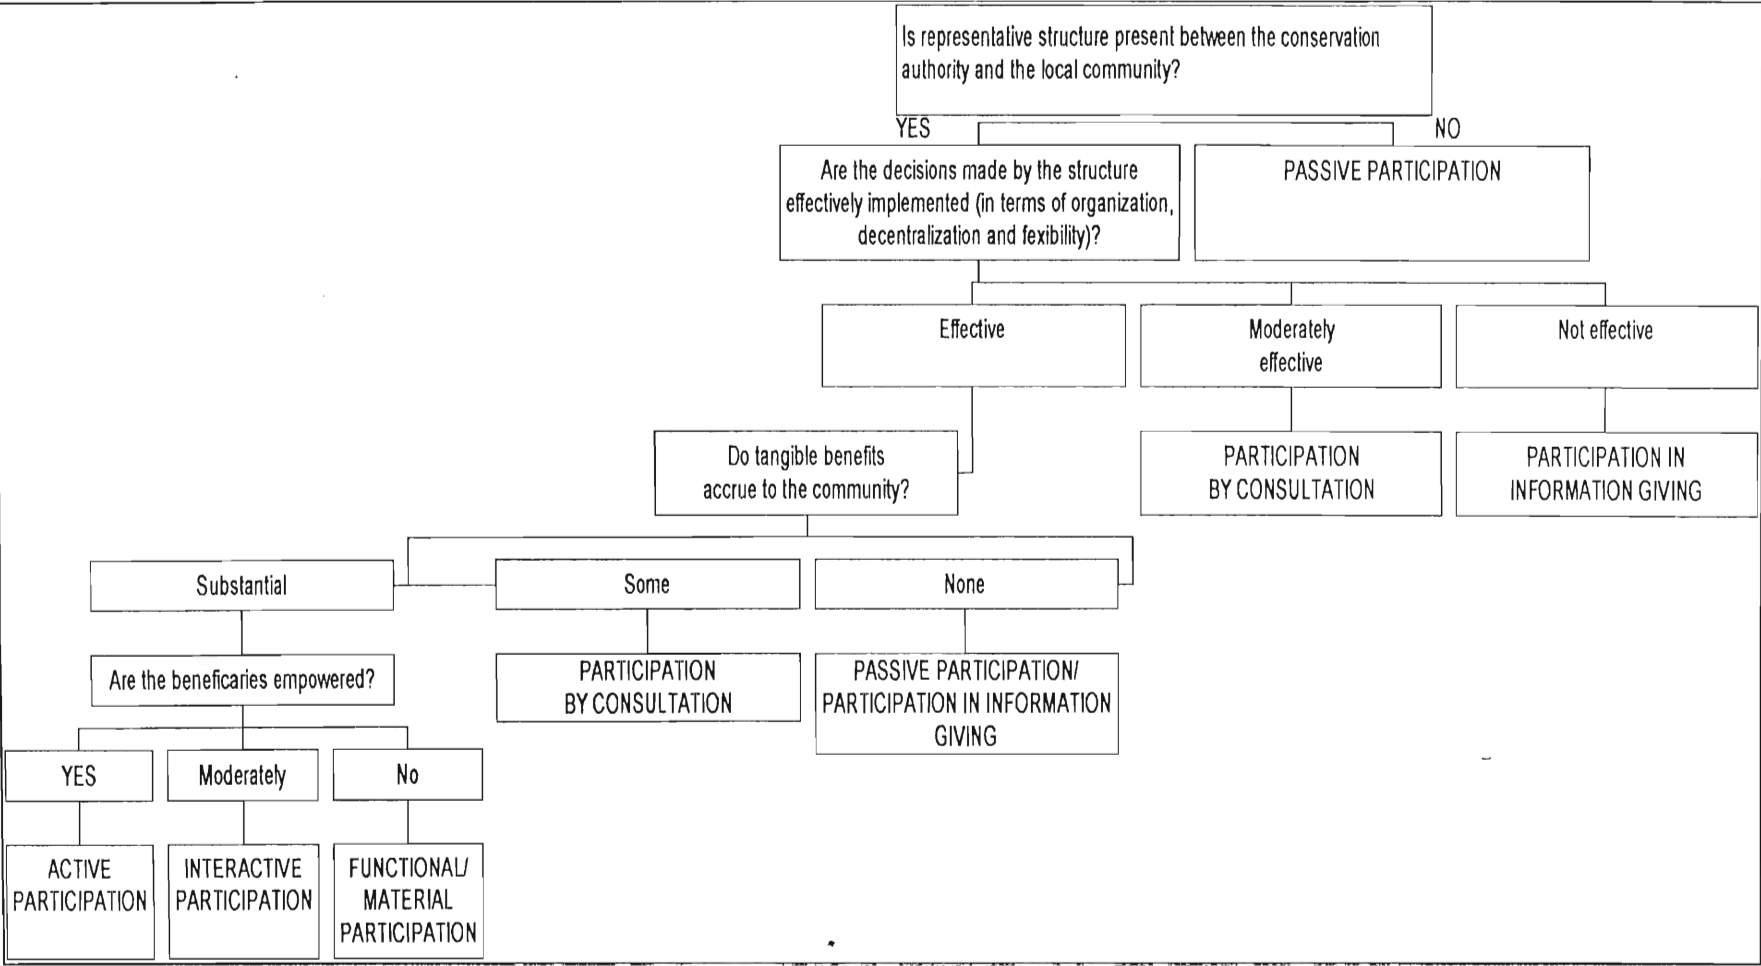 Is representative structure present between the conservation
authority and the local community?
YES
NO
Are the decisions made by the structure
effectively implemented (in terms of organization,
decentralization and fexibility)?
PASSIVE PARTICIPATION
Effective
Moderately
effective
Not effective
Do tangible benefits
accrue to the community?
PARTICIPATION
BY CONSULTATION
PARTICIPATION IN
INFORMATION GIVING
Substantial
Some
None
Are the beneficaries empowered?
PARTICIPATION
BY CONSULTATION
PASSIVE PARTICIPATION/
PARTICIPATION IN INFORMATION
GIVING
YES
Moderately
No
ACTIVE
PARTICIPATION
INTERACTIVE
PARTICIPATION
FUNCTIONAL/
MATERIAL
PARTICIPATION